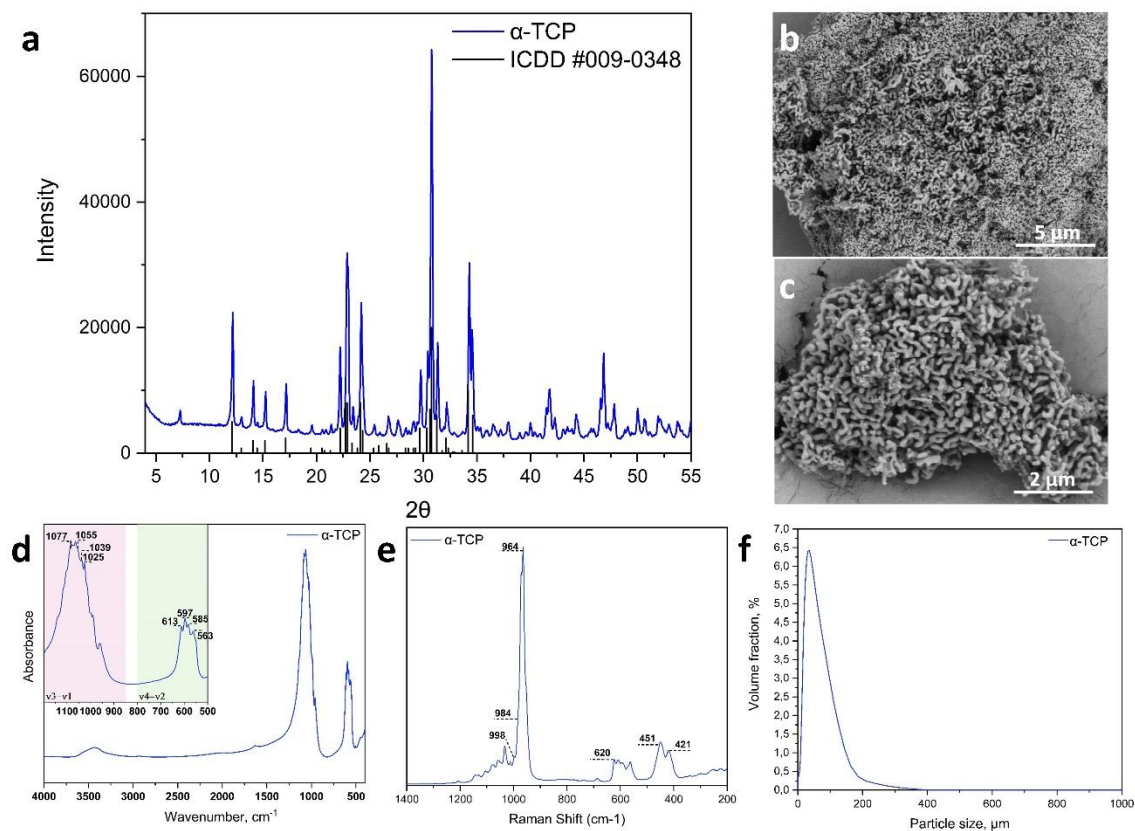 a
α-TCP
ICDD #009-0348
Intensity
60000
40000
20000
0
5 10 15 20 25 30 35 40 45 50 55
2θ
b
5 µm
c
2 µm
d
α-TCP
1077
1055
1039
1025
613
597
585
563
ν3-ν1
ν4-ν2
1100 1000 900 800 700 600 500
Absorbance
4000 3500 3000 2500 2000 1500 1000 500
Wavenumber, cm-1
e
α-TCP
964
984
998
620
451
421
1400 1200 1000 800 600 400 200
Raman Shift (cm-1)
f
α-TCP
Volume fraction, %
7,0
6,5
6,0
5,5
5,0
4,5
4,0
3,5
3,0
2,5
2,0
1,5
1,0
0,5
0,0
0 200 400 600 800 1000
Particle size, µm